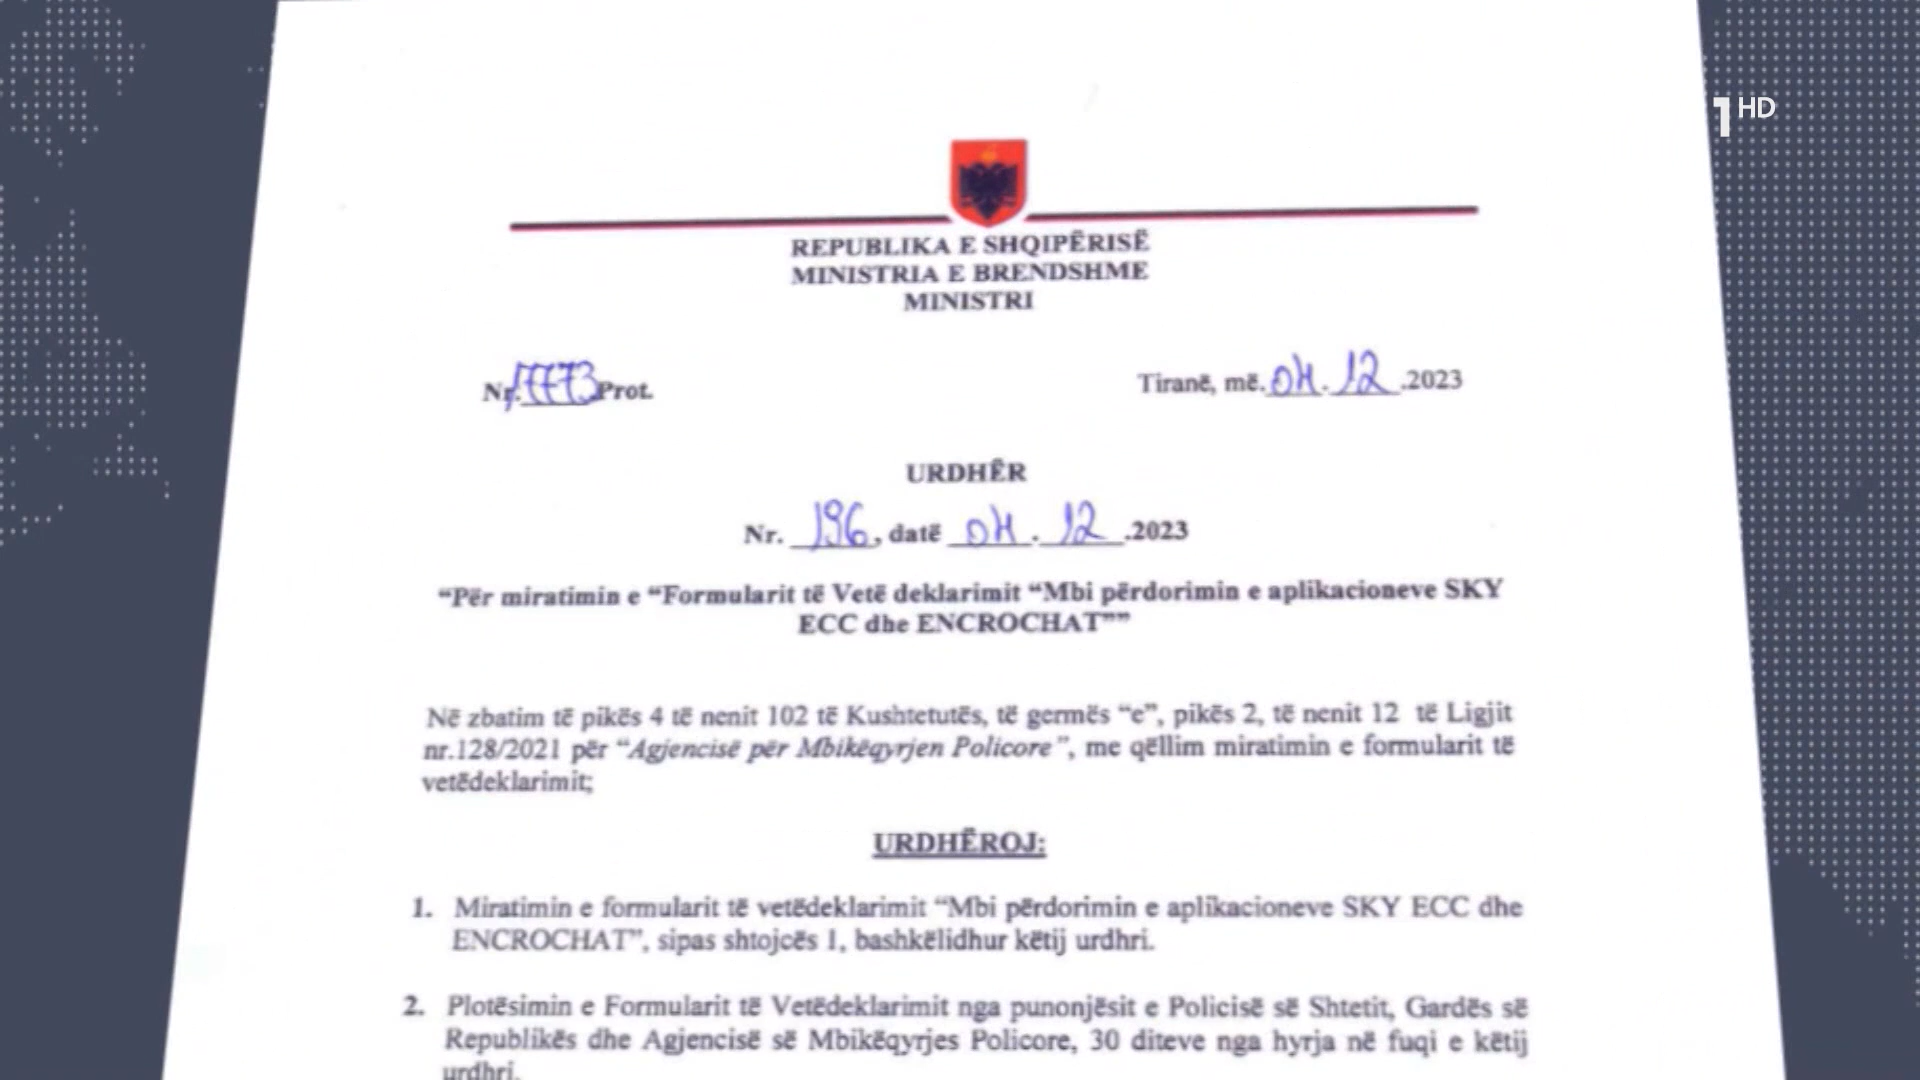 1 HD
REPUBLIKA E SHQIPËRISË
MINISTRIA E BRENDSHME
MINISTRI
Nr. Prot.
Tiranë, më. 04.12.2023
URDHËR
Nr. 196, datë 04.12.2023
“Për miratimin e “Formularit të Vetë deklarimit “Mbi përdorimin e aplikacioneve SKY
ECC dhe ENCROCHAT””
Në zbatim të pikës 4 të nenit 102 të Kushtetutës, të germës “e”, pikës 2, të nenit 12 të Ligjit
nr.128/2021 për “Agjencisë për Mbikëqyrjen Policore”, me qëllim miratimin e formularit të
vetëdeklarimit;
URDHËROJ:
1. Miratimin e formularit të vetëdeklarimit “Mbi përdorimin e aplikacioneve SKY ECC dhe
ENCROCHAT”, sipas shtojcës 1, bashkëlidhur këtij urdhri.
2. Plotësimin e Formularit të Vetëdeklarimit nga punonjësit e Policisë së Shtetit, Gardës së
Republikës dhe Agjencisë së Mbikëqyrjes Policore, 30 diteve nga hyrja në fuqi e këtij
urdhri.